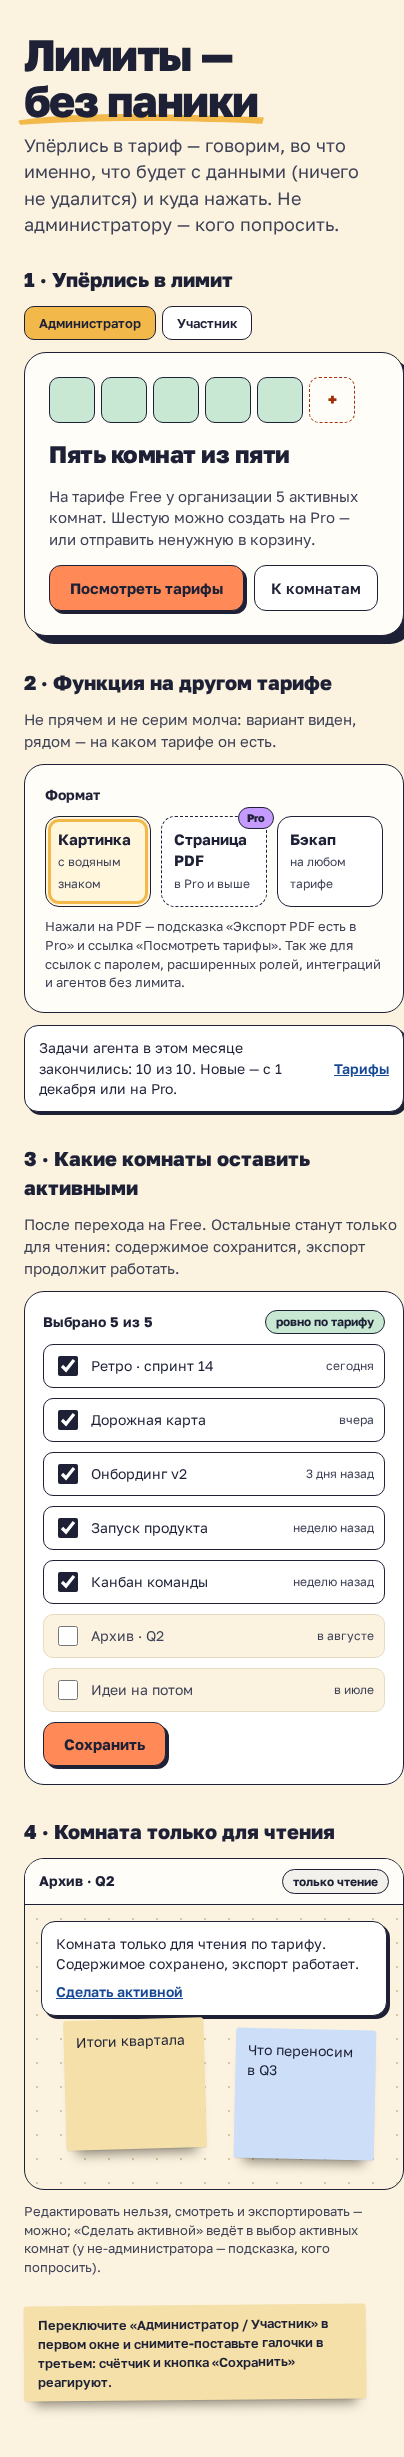 Лимиты —
без паники
Упёрлись в тариф — говорим, во что
именно, что будет с данными (ничего
не удалится) и куда нажать. Не
администратору — кого попросить.
1 · Упёрлись в лимит
Администратор
Участник
+
Пять комнат из пяти
На тарифе Free у организации 5 активных
комнат. Шестую можно создать на Pro —
или отправить ненужную в корзину.
Посмотреть тарифы
К комнатам
2 · Функция на другом тарифе
Не прячем и не серим молча: вариант виден,
рядом — на каком тарифе он есть.
Формат
Картинка
с водяным
знаком
Pro
Страница
PDF
в Pro и выше
Бэкап
на любом
тарифе
Нажали на PDF — подсказка «Экспорт PDF есть в
Pro» и ссылка «Посмотреть тарифы». Так же для
ссылок с паролем, расширенных ролей, интеграций
и агентов без лимита.
Задачи агента в этом месяце
закончились: 10 из 10. Новые — с 1
декабря или на Pro.
Тарифы
3 · Какие комнаты оставить
активными
После перехода на Free. Остальные станут только
для чтения: содержимое сохранится, экспорт
продолжит работать.
Выбрано 5 из 5
ровно по тарифу
Ретро · спринт 14
сегодня
Дорожная карта
вчера
Онбординг v2
3 дня назад
Запуск продукта
неделю назад
Канбан команды
неделю назад
Архив · Q2
в августе
Идеи на потом
в июле
Сохранить
4 · Комната только для чтения
Архив · Q2
только чтение
Комната только для чтения по тарифу.
Содержимое сохранено, экспорт работает.
Сделать активной
Итоги квартала
Что переносим
в Q3
Редактировать нельзя, смотреть и экспортировать —
можно; «Сделать активной» ведёт в выбор активных
комнат (у не-администратора — подсказка, кого
попросить).
Переключите «Администратор / Участник» в
первом окне и снимите-поставьте галочки в
третьем: счётчик и кнопка «Сохранить»
реагируют.